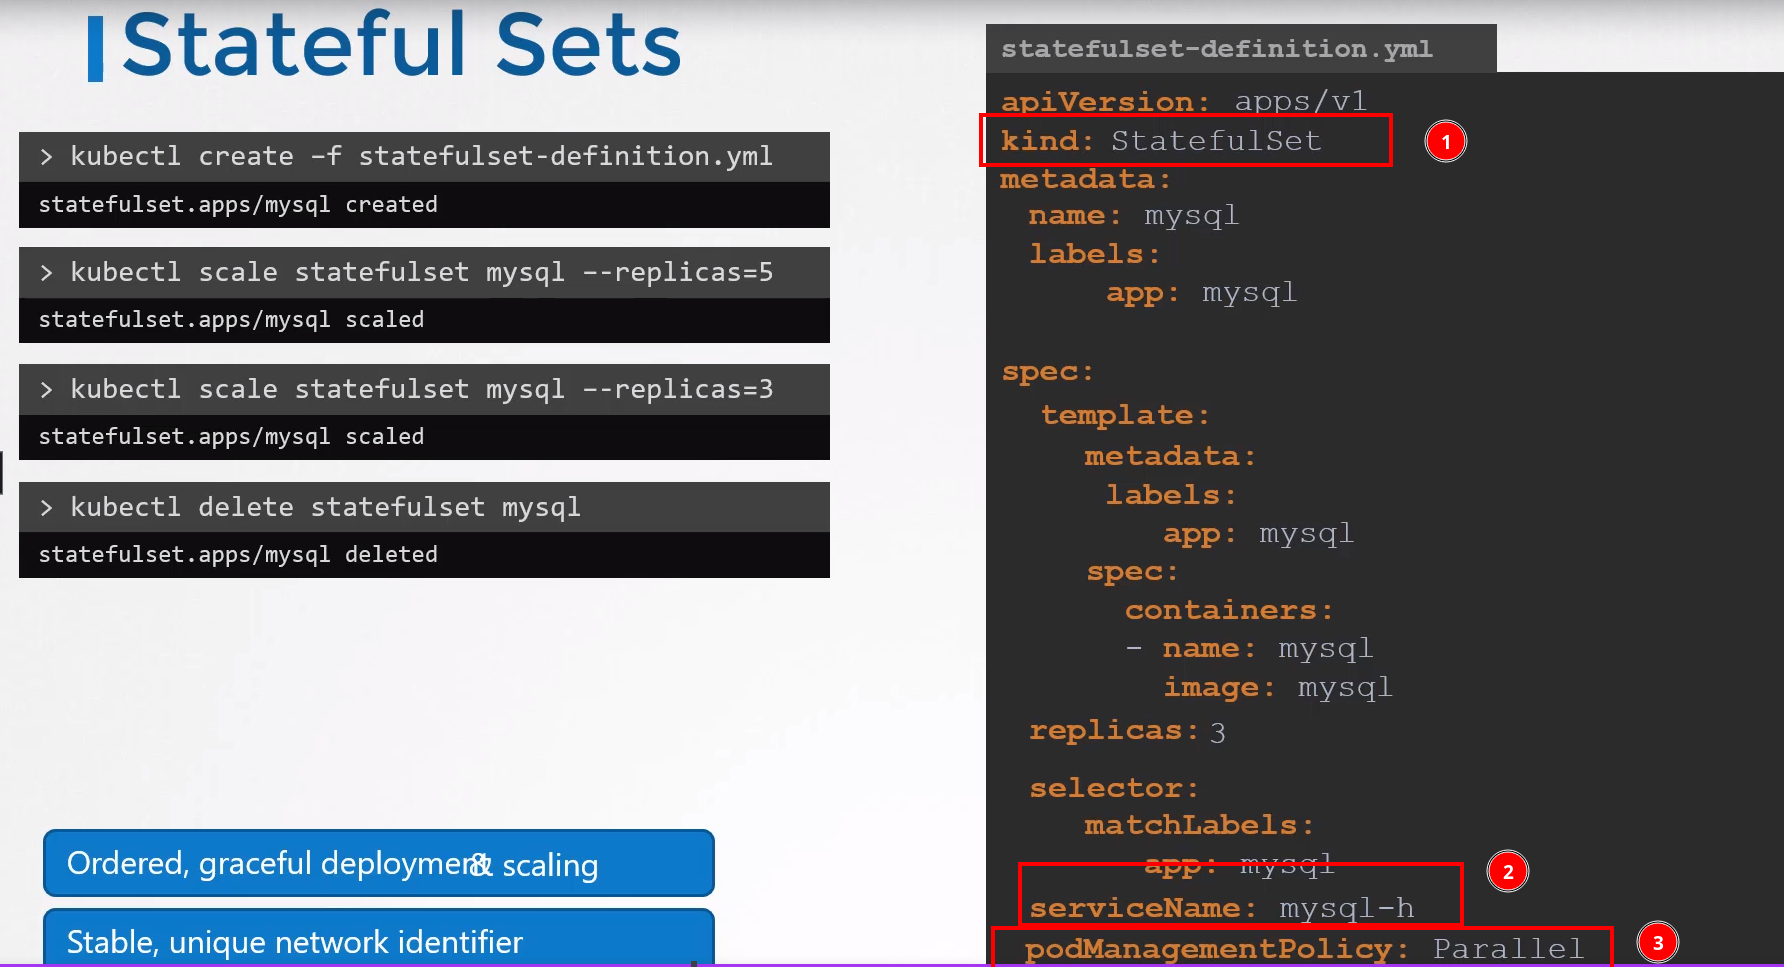 Stateful Sets
> kubectl create –f statefulset-definition.yml
statefulset.apps/mysql created
> kubectl scale statefulset mysql --replicas=5
statefulset.apps/mysql scaled
> kubectl scale statefulset mysql --replicas=3
statefulset.apps/mysql scaled
> kubectl delete statefulset mysql
statefulset.apps/mysql deleted
Ordered, graceful deployment & scaling
Stable, unique network identifier
statefulset-definition.yml
apiVersion: apps/v1
kind: StatefulSet
1
metadata:
name: mysql
labels:
app: mysql
spec:
template:
metadata:
labels:
app: mysql
spec:
containers:
- name: mysql
image: mysql
replicas: 3
selector:
matchLabels:
app: mysql
2
serviceName: mysql-h
podManagementPolicy: Parallel
3